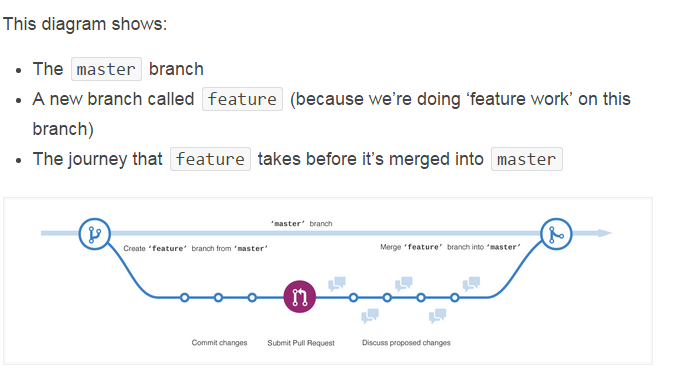 This diagram shows:
The master branch
A new branch called feature (because we're doing ‘feature work’ on this
branch)
The journey that feature takes before it's merged into master
‘master’ branch
Create ‘feature’ branch from ‘master’
Merge ‘feature’ branch into ‘master’
Commit changes
Submit Pull Request
Discuss proposed changes